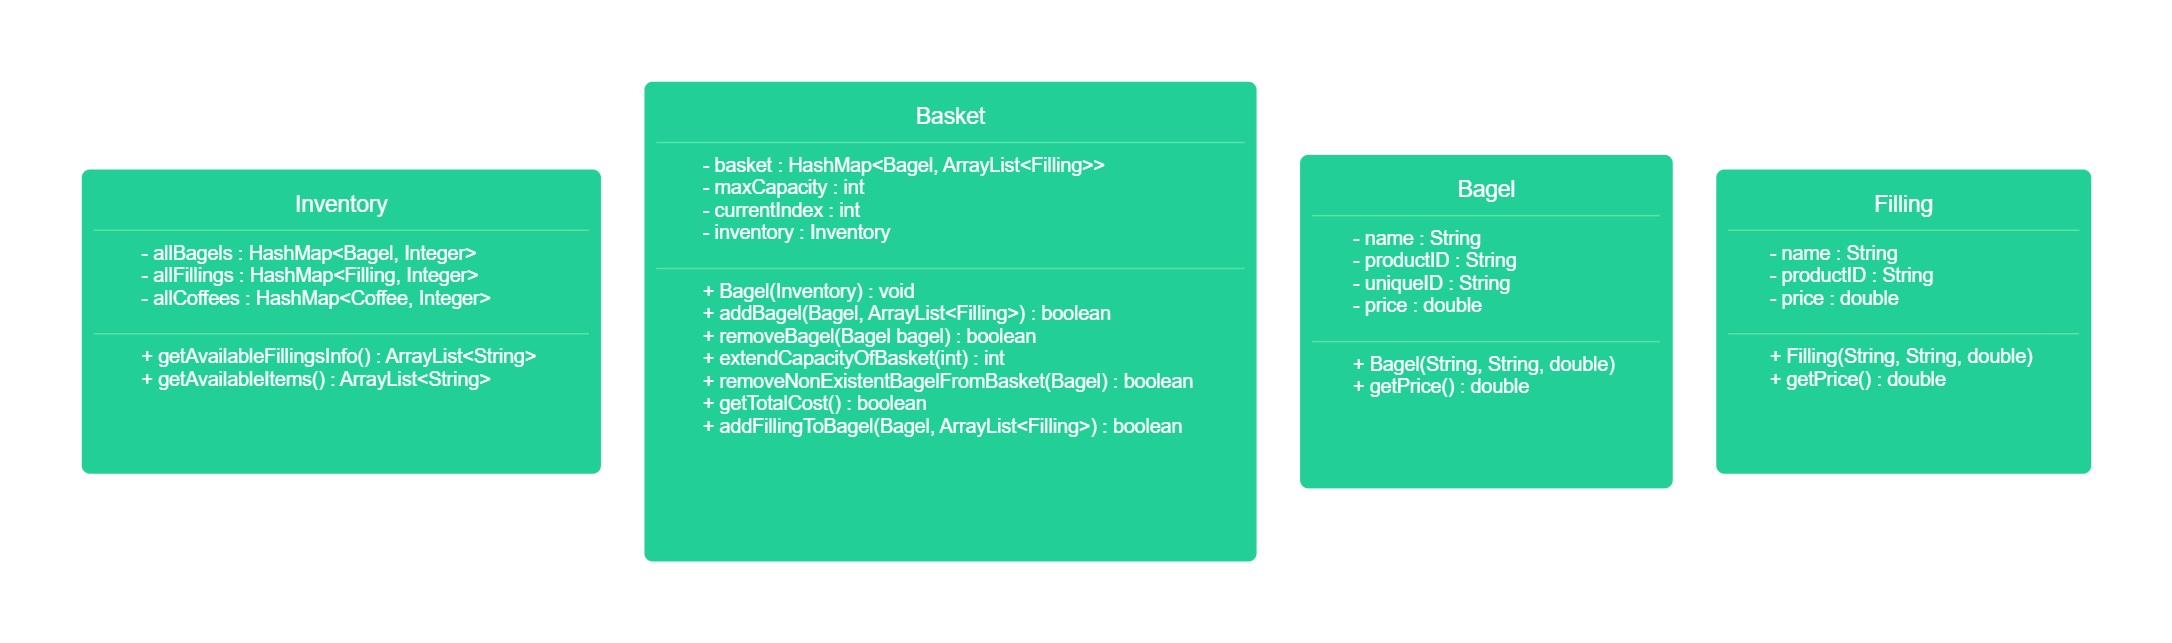 Inventory
- allBagels : HashMap<Bagel, Integer>
- allFillings : HashMap<Filling, Integer>
- allCoffees : HashMap<Coffee, Integer>
+ getAvailableFillingsInfo() : ArrayList<String>
+ getAvailableItems() : ArrayList<String>
Basket
- basket : HashMap<Bagel, ArrayList<Filling>>
- maxCapacity : int
- currentIndex : int
- inventory : Inventory
+ Bagel(Inventory) : void
+ addBagel(Bagel, ArrayList<Filling>) : boolean
+ removeBagel(Bagel bagel) : boolean
+ extendCapacityOfBasket(int) : int
+ removeNonExistentBagelFromBasket(Bagel) : boolean
+ getTotalCost() : boolean
+ addFillingToBagel(Bagel, ArrayList<Filling>) : boolean
Bagel
- name : String
- productID : String
- uniqueID : String
- price : double
+ Bagel(String, String, double)
+ getPrice() : double
Filling
- name : String
- productID : String
- price : double
+ Filling(String, String, double)
+ getPrice() : double